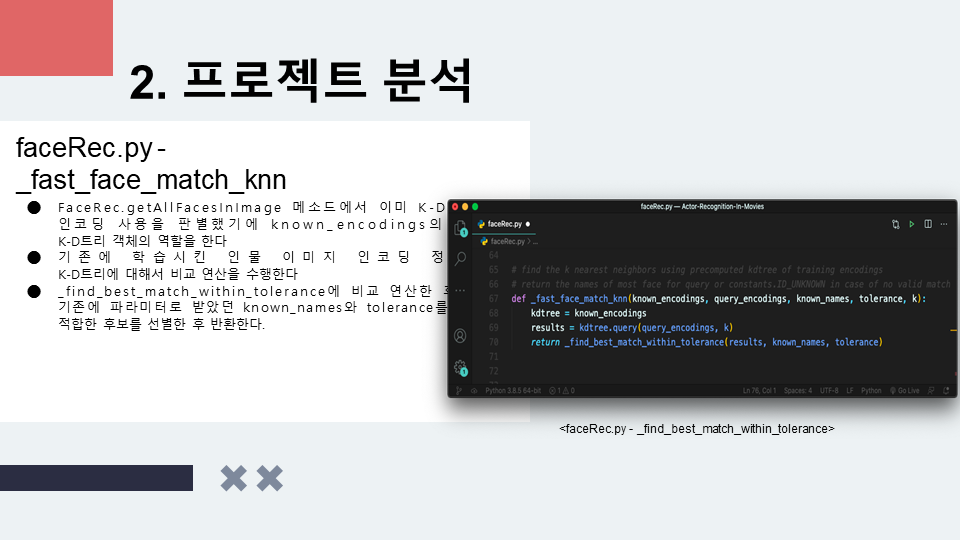 2. 프로젝트 분석
faceRec.py -
_fast_face_match_knn
● FaceRec.getAllFacesInImage 메소드에서 이미 K-D
인코딩 사용을 판별했기에 known_encodings의
K-D트리 객체의 역할을 한다
● 기존에 학습시킨 인물 이미지 인코딩
K-D트리에 대해서 비교 연산을 수행한다
● _find_best_match_within_tolerance에 비교 연산한
기존에 파라미터로 받았던 known_names와 tolerance를
적합한 후보를 선별한 후 반환한다.
faceRec.py — Actor-Recognition-In-Movies
faceRec.py ●
faceRec.py > ...
64
65 # find the k nearest neighbors using precomputed kdtree of training encodings
66 # return the names of most face for query or constants.ID_UNKNOWN in case of no valid match
67 def _fast_face_match_knn(known_encodings, query_encodings, known_names, tolerance, k):
68 kdtree = known_encodings
69 results = kdtree.query(query_encodings, k)
70 return _find_best_match_within_tolerance(results, known_names, tolerance)
71
72
Python 3.8.5 64-bit 1 0 Ln 76, Col 1 Spaces: 4 UTF-8 LF Python Go Live
<faceRec.py - _find_best_match_within_tolerance>